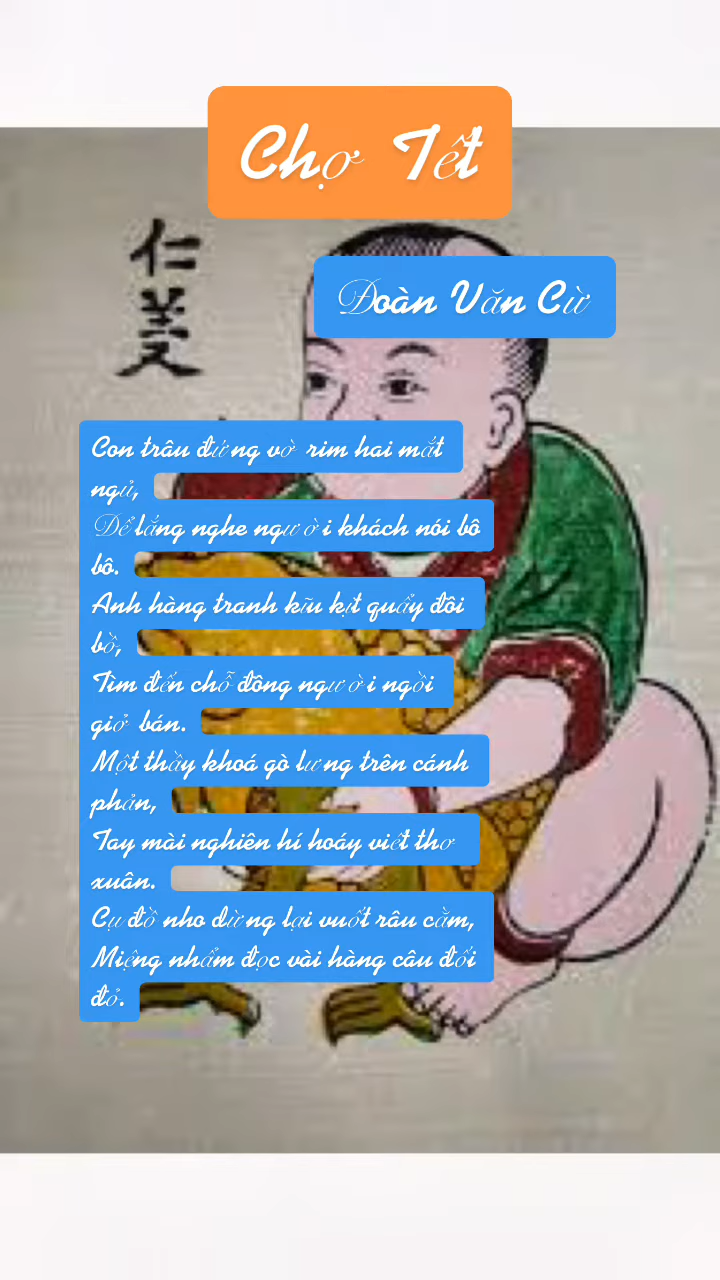 Chợ Tết
仁
Đoàn Văn Cừ
Con trâu đứng vờ rim hai mắt
ngủ,
Để lắng nghe người khách nói bô
bô.
Anh hàng tranh kĩu kịt quẩy đôi
bồ,
Tìm đến chỗ đông người ngồi
giở bán.
Một thầy khoá gò lưng trên cánh
phản,
Tay mài nghiên hí hoáy viết thơ
xuân.
Cụ đồ nho dừng lại vuốt râu cằm,
Miệng nhẩm đọc vài hàng câu đối
đỏ.